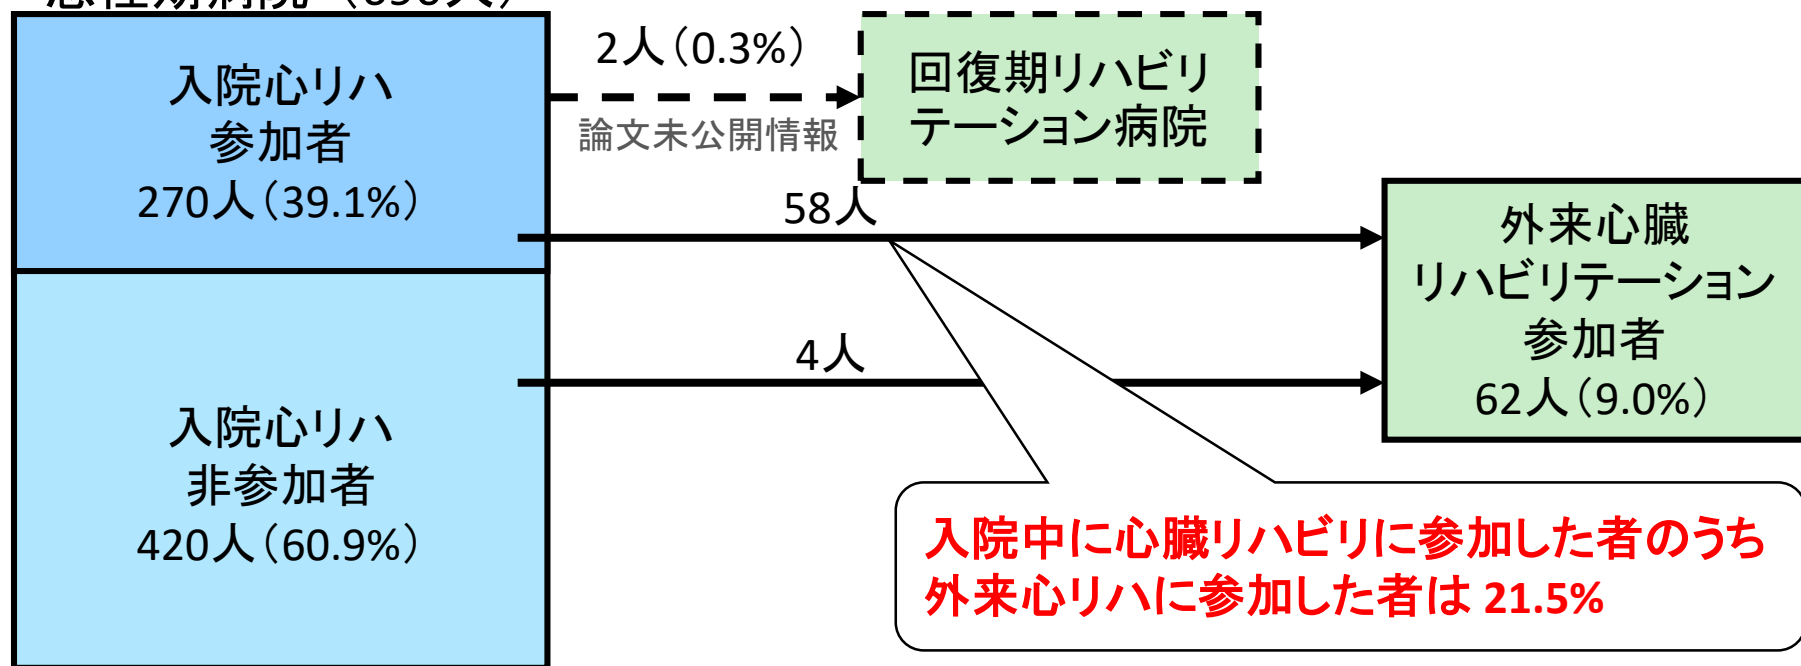 入院心リハ
参加者
270人（39.1%）
入院心リハ
非参加者
420人（60.9%）
2人（0.3%）
論文未公開情報
回復期リハビリ
テーション病院
58人
4人
外来心臓
リハビリテーション
参加者
62人（9.0%）
入院中に心臓リハビリに参加した者のうち
外来心リハに参加した者は 21.5%